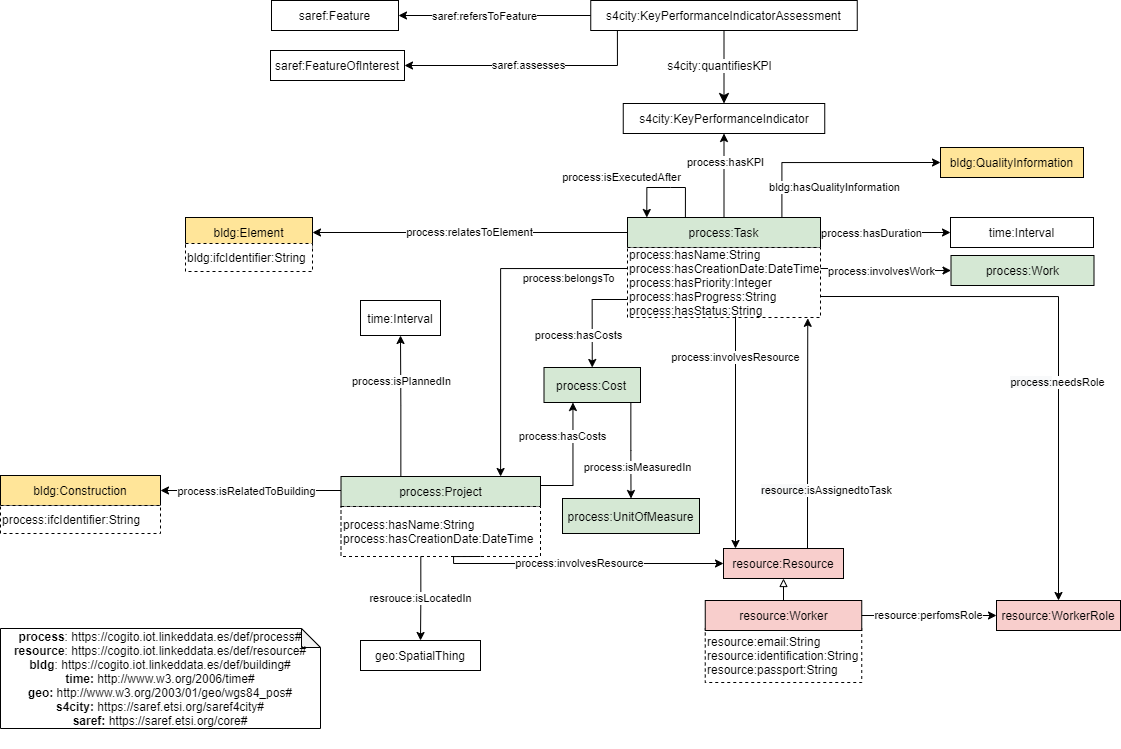 saref:Feature
saref:refersToFeature
s4city:KeyPerformanceIndicatorAssessment
saref:FeatureOfInterest
saref:assesses
s4city:quantifiesKPI
s4city:KeyPerformanceIndicator
process:hasKPI
bldg:QualityInformation
process:isExecutedAfter
bldg:hasQualityInformation
bldg:Element
process:relatesToElement
process:Task
process:hasDuration
time:Interval
bldg:ifcIdentifier:String
process:hasName:String
process:hasCreationDate:DateTime
process:hasPriority:Integer
process:hasProgress:String
process:hasStatus:String
process:involvesWork
process:Work
process:belongsTo
time:Interval
process:hasCosts
process:involvesResource
process:isPlannedIn
process:Cost
process:needsRole
process:hasCosts
process:isMeasuredIn
bldg:Construction
process:isRelatedToBuilding
process:Project
resource:isAssignedtoTask
process:ifcIdentifier:String
process:hasName:String
process:hasCreationDate:DateTime
process:UnitOfMeasure
process:involvesResource
resource:Resource
resrouce:isLocatedIn
resource:Worker
resource:perfomsRole
resource:WorkerRole
resource:email:String
resource:identification:String
resource:passport:String
geo:SpatialThing
process: https://cogito.iot.linkeddata.es/def/process#
resource: https://cogito.iot.linkeddata.es/def/resource#
bldg: https://cogito.iot.linkeddata.es/def/building#
time: http://www.w3.org/2006/time#
geo: http://www.w3.org/2003/01/geo/wgs84_pos#
s4city: https://saref.etsi.org/saref4city#
saref: https://saref.etsi.org/core#